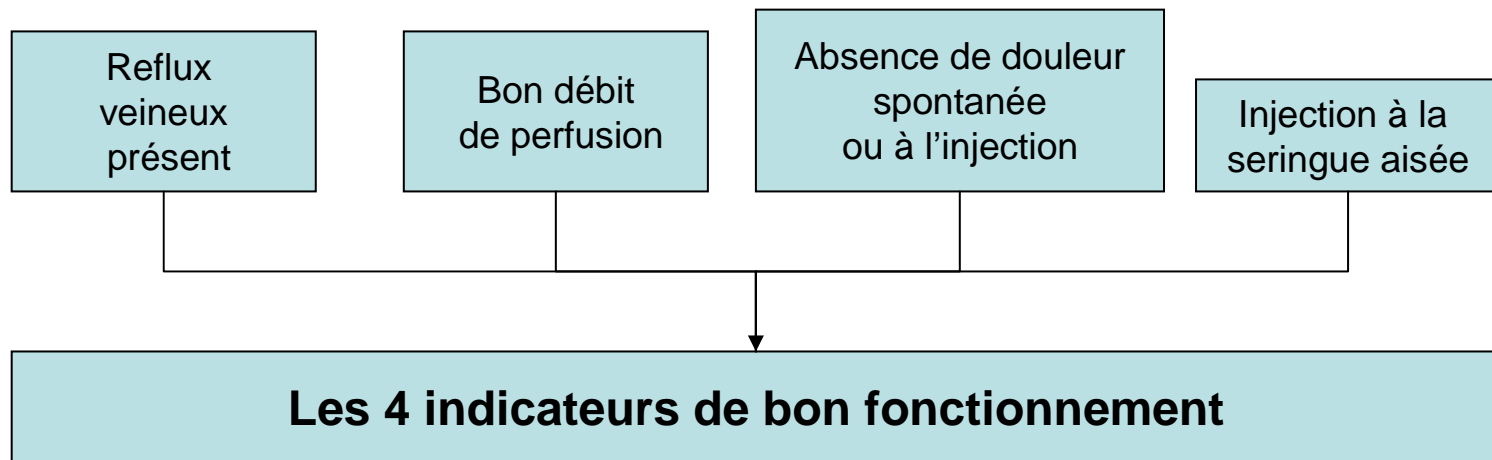 Reflux
veineux
présent
Bon débit
de perfusion
Absence de douleur
spontanée
ou à l’injection
Injection à la
seringue aisée
Les 4 indicateurs de bon fonctionnement